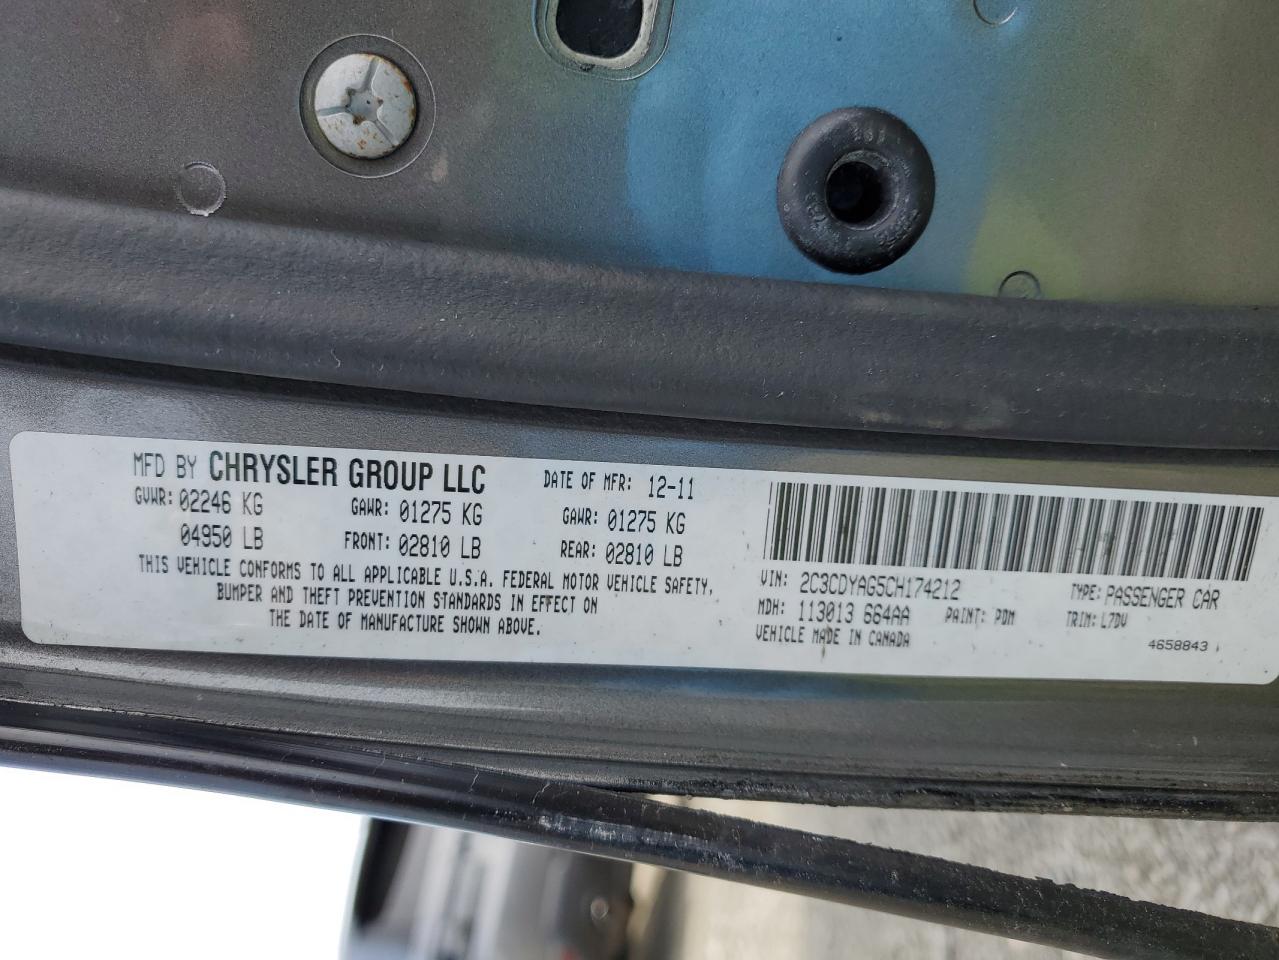 MFD BY CHRYSLER GROUP LLC DATE OF MFR: 12-11
GVWR: 02246 KG GAWR: 01275 KG GAWR: 01275 KG
04950 LB FRONT: 02810 LB REAR: 02810 LB
THIS VEHICLE CONFORMS TO ALL APPLICABLE U.S.A. FEDERAL MOTOR VEHICLE SAFETY,
BUMPER AND THEFT PREVENTION STANDARDS IN EFFECT ON
THE DATE OF MANUFACTURE SHOWN ABOVE.
VIN: 2C3CDYAG5CH174212 TYPE: PASSENGER CAR
MDH: 113013 664AA PAINT: PDM TRIM: L7DV
VEHICLE MADE IN CANADA 4658843